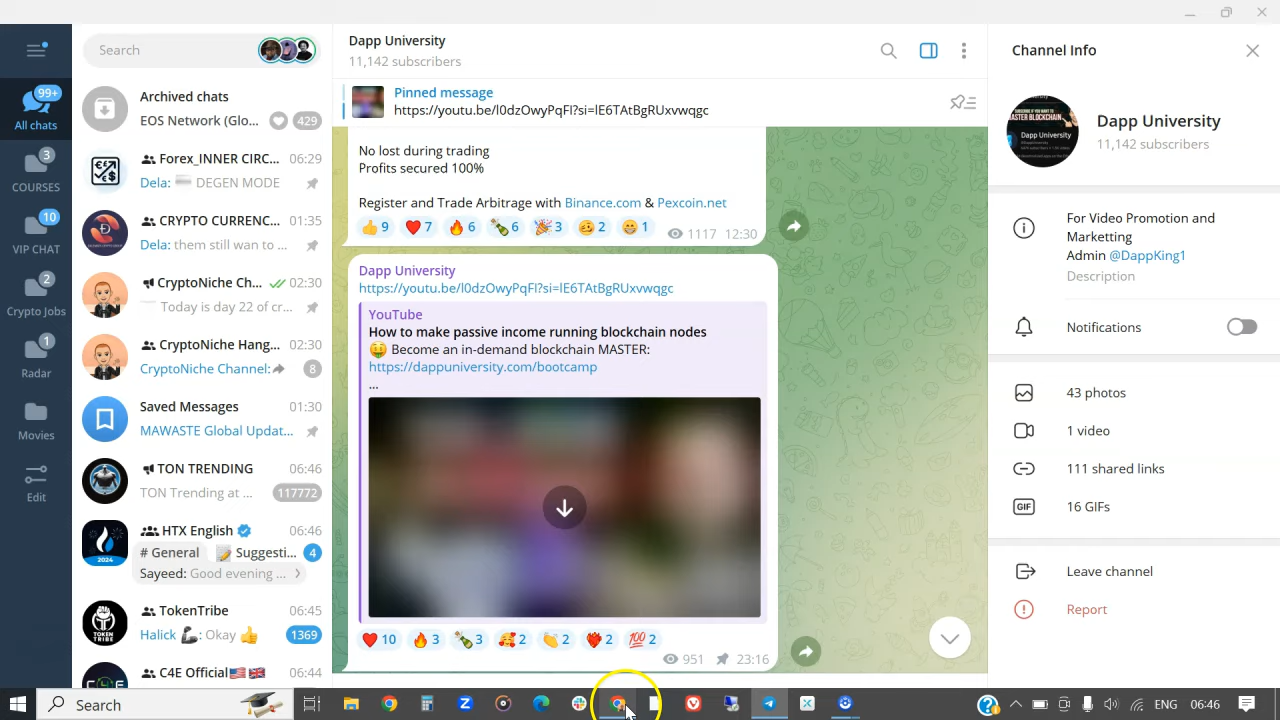 Search
99+
All chats
3
COURSES
10
VIP CHAT
2
Crypto Jobs
1
Radar
Movies
Edit
Archived chats
EOS Network (Glo... 429
Forex_INNER CIRC... 06:29
Dela: DEGEN MODE
CRYPTO CURRENC... 01:35
Dela: them still wan to ...
CryptoNiche Ch... 02:30
Today is day 22 of cr...
CryptoNiche Hang... 02:30
CryptoNiche Channel: 8
Saved Messages 01:30
MAWASTE Global Updat...
TON TRENDING 06:46
TON Trending at ... 117772
HTX English 06:46
# General Suggesti... 4
Sayeed: Good evening ...
2024
TokenTribe 06:45
Halick 💪🏿: Okay 👍 1369
TOKEN
TRIBE
C4E Official🇺🇸🇬🇧 06:44
Dapp University
11,142 subscribers
Pinned message
https://youtu.be/l0dzOwyPqFI?si=lE6TAtBgRUxvwqgc
No lost during trading
Profits secured 100%
Register and Trade Arbitrage with Binance.com & Pexcoin.net
👍 9 ❤️ 7 🔥 6 🍾 6 🎉 3 🥰 2 😁 1 1117 12:30
Dapp University
https://youtu.be/l0dzOwyPqFI?si=lE6TAtBgRUxvwqgc
YouTube
How to make passive income running blockchain nodes
🤑 Become an in-demand blockchain MASTER:
https://dappuniversity.com/bootcamp
...
❤️ 10 🔥 3 🍾 3 🥰 2 👏 2 ❤️‍🔥 2 💯 2
951 23:16
Channel Info
Dapp University
11,142 subscribers
MASTER BLOCKCHAIN
Dapp University
For Video Promotion and
Marketting
Admin @DappKing1
Description
Notifications
43 photos
1 video
111 shared links
GIF 16 GIFs
Leave channel
Report
Search
ENG 06:46